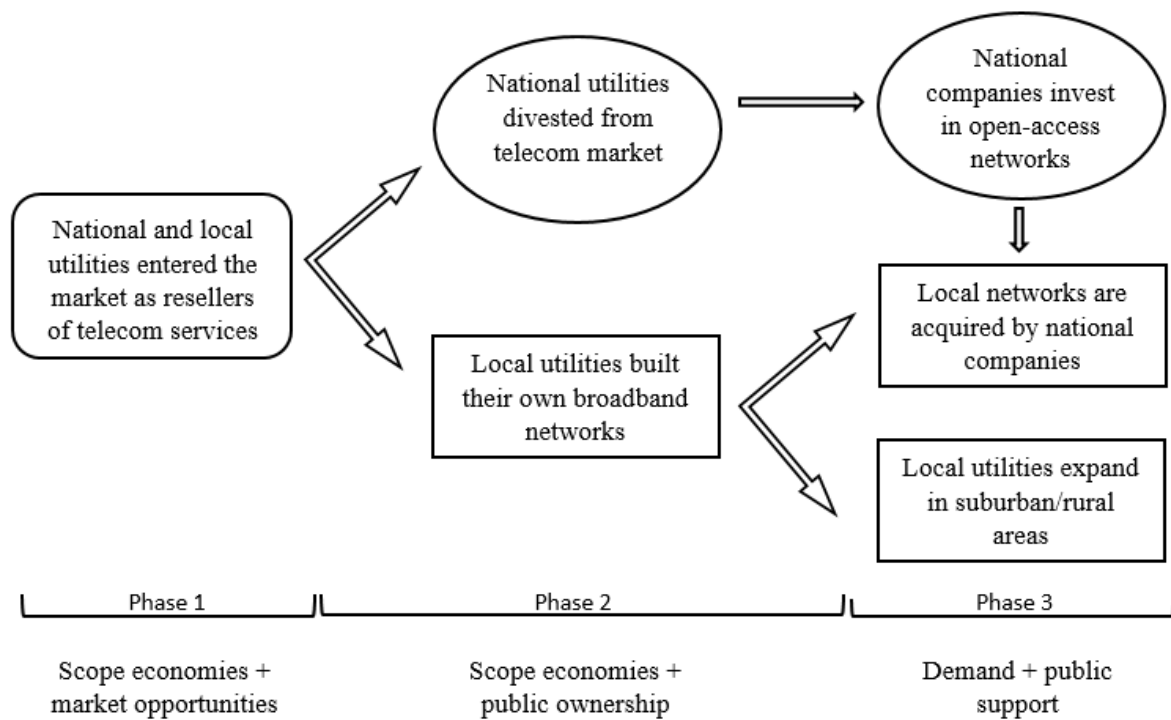 National and local
utilities entered the
market as resellers
of telecom services
National utilities
divested from
telecom market
Local utilities built
their own broadband
networks
National
companies invest
in open-access
networks
Local networks are
acquired by national
companies
Local utilities expand
in suburban/rural
areas
Phase 1
Phase 2
Phase 3
Scope economies +
market opportunities
Scope economies +
public ownership
Demand + public
support